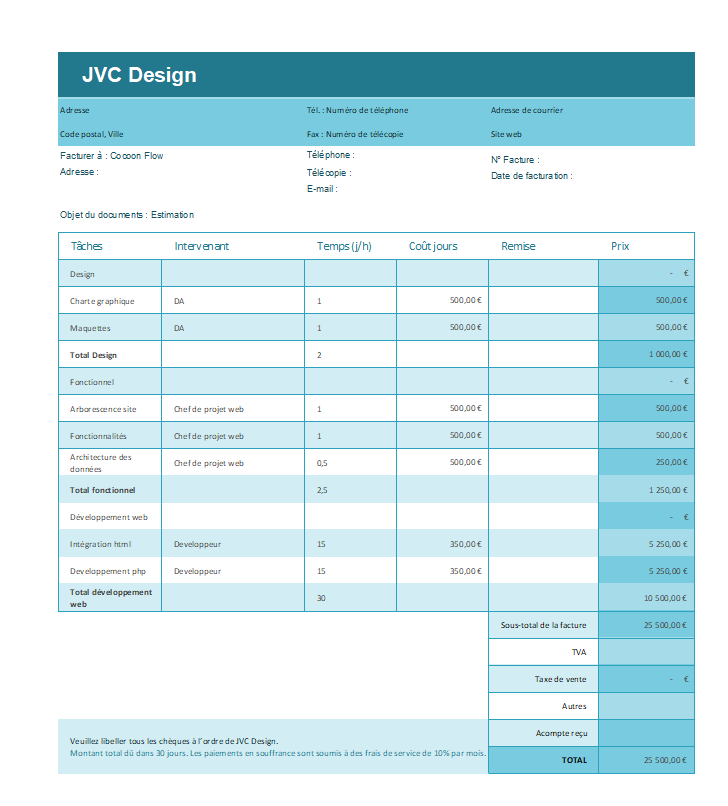 JVC Design
Adresse Tél. : Numéro de téléphone Adresse de courrier
Code postal, Ville Fax : Numéro de télécopie Site web
Facturer à : Cocoon Flow Téléphone : N° Facture :
Adresse : Télécopie : Date de facturation :
E-mail :
Objet du documents : Estimation
Tâches Intervenant Temps (j/h) Coût jours Remise Prix
Design - €
Charte graphique DA 1 500,00 € 500,00 €
Maquettes DA 1 500,00 € 500,00 €
Total Design 2 1 000,00 €
Fonctionnel - €
Arborescence site Chef de projet web 1 500,00 € 500,00 €
Fonctionnalités Chef de projet web 1 500,00 € 500,00 €
Architecture des
données Chef de projet web 0,5 500,00 € 250,00 €
Total fonctionnel 2,5 1 250,00 €
Développement web - €
Intégration html Developpeur 15 350,00 € 5 250,00 €
Developpement php Developpeur 15 350,00 € 5 250,00 €
Total développement
web 30 10 500,00 €
Sous-total de la facture 25 500,00 €
TVA
Taxe de vente - €
Autres
Acompte reçu
Veuillez libeller tous les chèques à l'ordre de JVC Design.
Montant total dû dans 30 jours. Les paiements en souffrance sont soumis à des frais de service de 10% par mois.
TOTAL 25 500,00 €